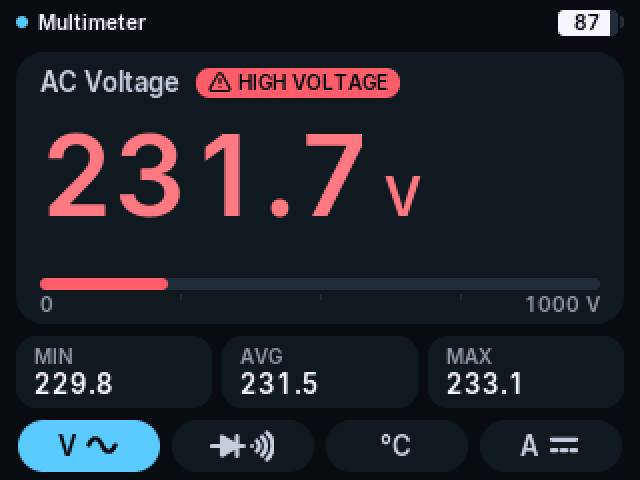 Multimeter
87
AC Voltage HIGH VOLTAGE
231.7 V
0 1000 V
MIN AVG MAX
229.8 231.5 233.1
V °C A